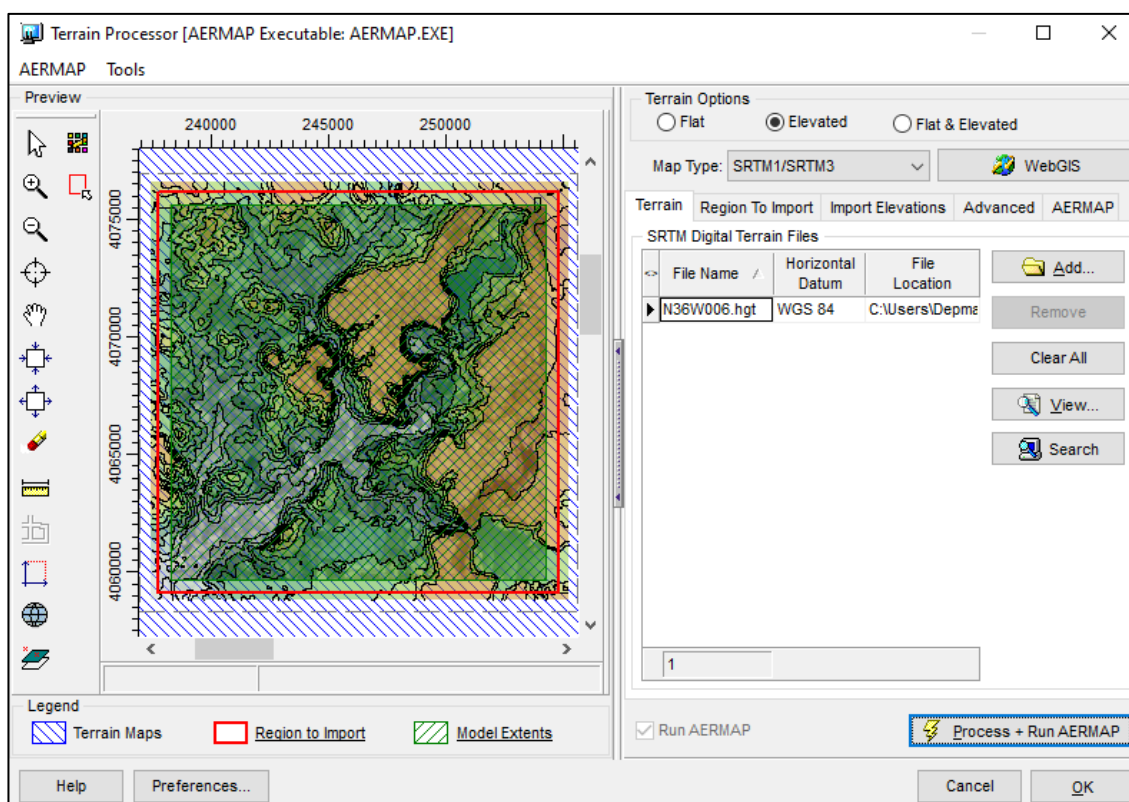 Terrain Processor [AERMAP Executable: AERMAP.EXE]
AERMAP Tools
Preview
240000 245000 250000
4075000
4070000
4065000
4060000
Legend
Terrain Maps Region to Import Model Extents
Terrain Options
Flat Elevated Flat & Elevated
Map Type: SRTM1/SRTM3 WebGIS
Terrain Region To Import Import Elevations Advanced AERMAP
SRTM Digital Terrain Files
<> File Name Horizontal Datum File Location
N36W006.hgt WGS 84 C:\Users\Depma
1
Add...
Remove
Clear All
View...
Search
Run AERMAP Process + Run AERMAP
Help Preferences... Cancel OK